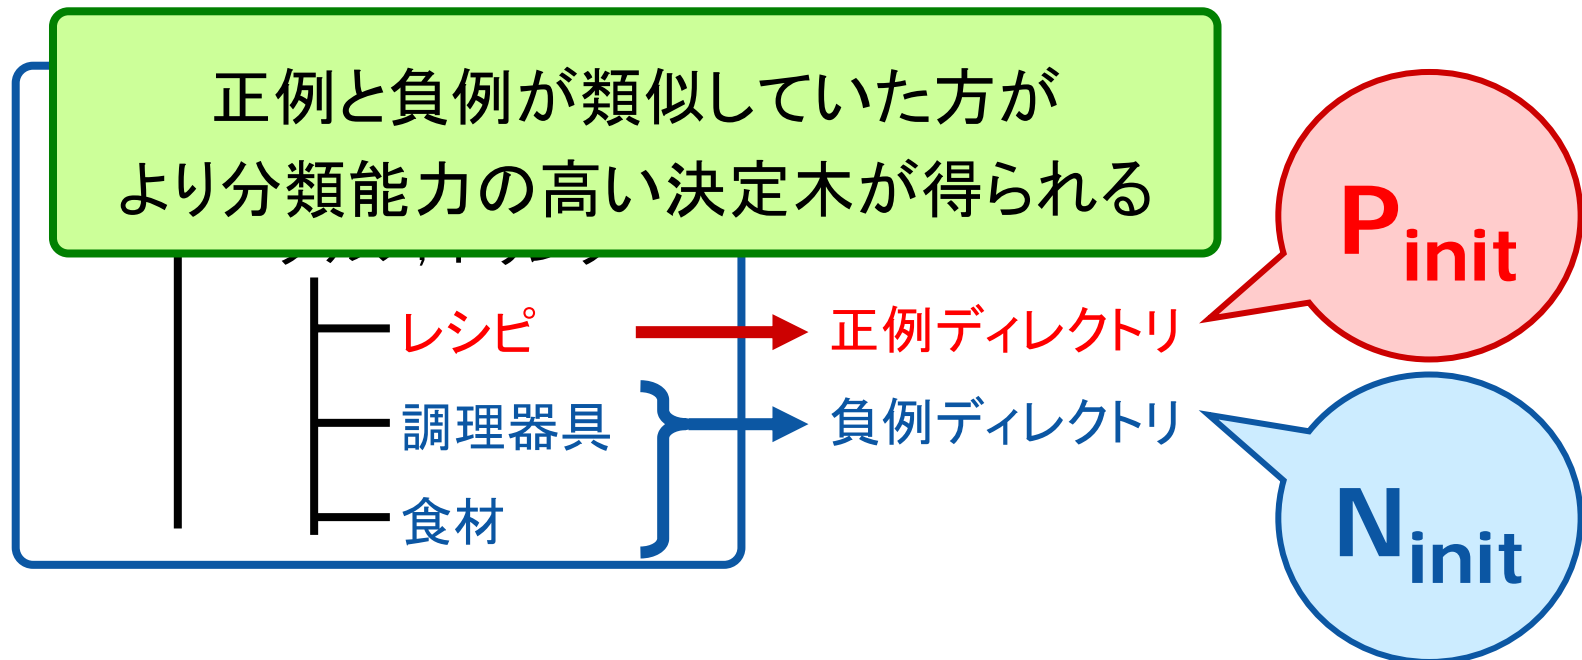 正例と負例が類似していた方が
より分類能力の高い決定木が得られる
レシピ
正例ディレクトリ
調理器具
負例ディレクトリ
食材
Pinit
Ninit